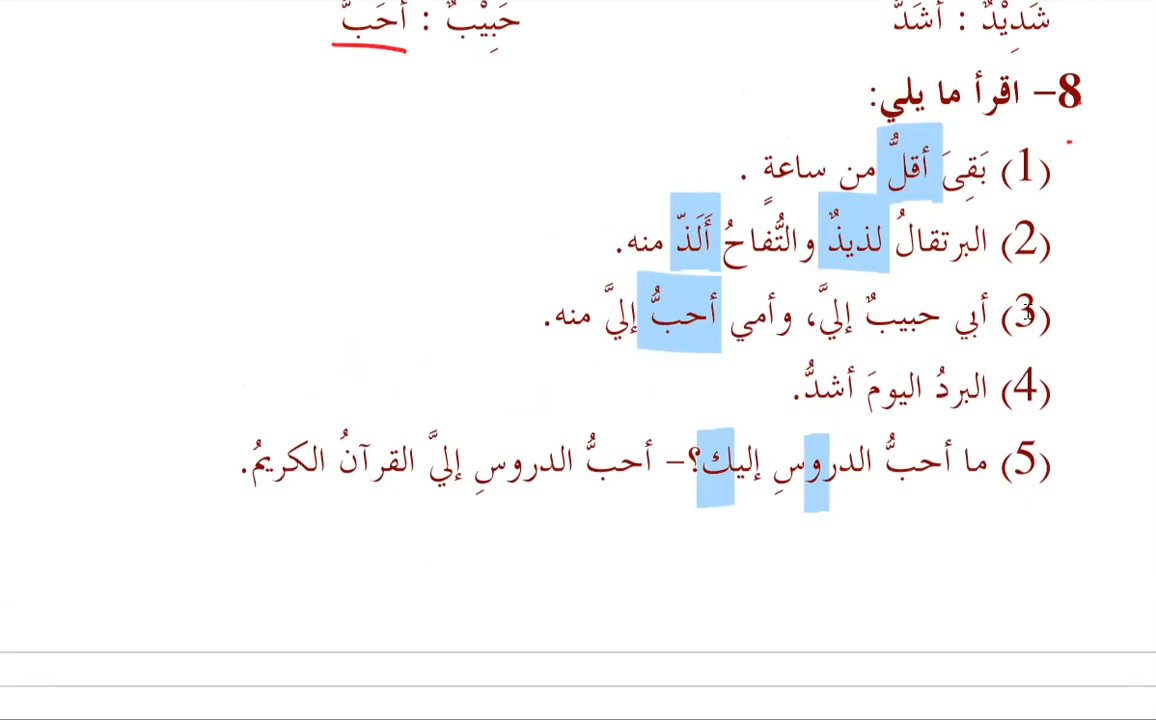 شَدِيْدٌ : أَشَدُّ حَبِيْبٌ : أَحَبُّ
8- اقرأ ما يلي:
(1) بَقِىَ أقلُّ من ساعةٍ .
(2) البرتقالُ لذيذٌ والتُّفاحُ أَلَذّ منه.
(3) أبي حبيبٌ إليَّ، وأمي أحبُّ إليَّ منه.
(4) البردُ اليومَ أشدُّ.
(5) ما أحبُّ الدروسِ إليك؟- أحبُّ الدروسِ إليَّ القرآنُ الكريمُ.